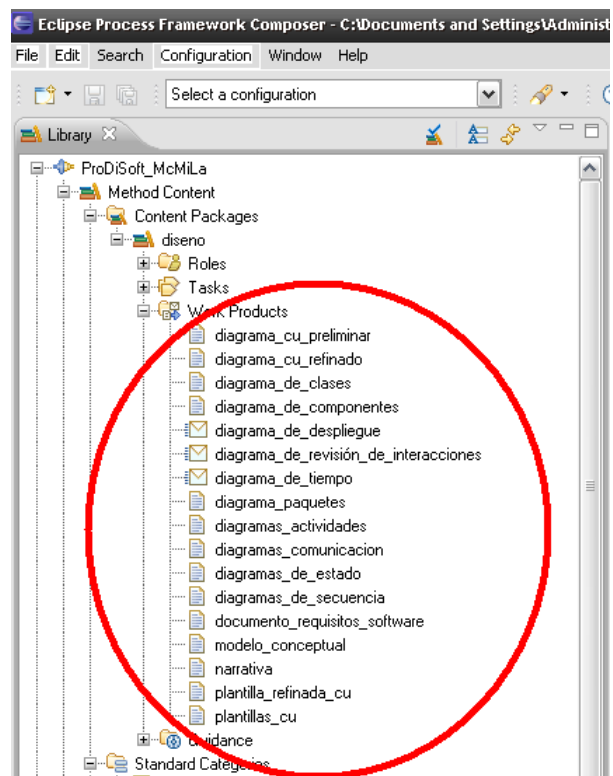 Eclipse Process Framework Composer - C:\Documents and Settings\Administ
File Edit Search Configuration Window Help
Select a configuration
Library
ProDiSoft_McMiLa
Method Content
Content Packages
diseno
Roles
Tasks
Work Products
diagrama_cu_preliminar
diagrama_cu_refinado
diagrama_de_clases
diagrama_de_componentes
diagrama_de_despliegue
diagrama_de_revisión_de_interacciones
diagrama_de_tiempo
diagrama_paquetes
diagramas_actividades
diagramas_comunicacion
diagramas_de_estado
diagramas_de_secuencia
documento_requisitos_software
modelo_conceptual
narrativa
plantilla_refinada_cu
plantillas_cu
Guidance
Standard Categories